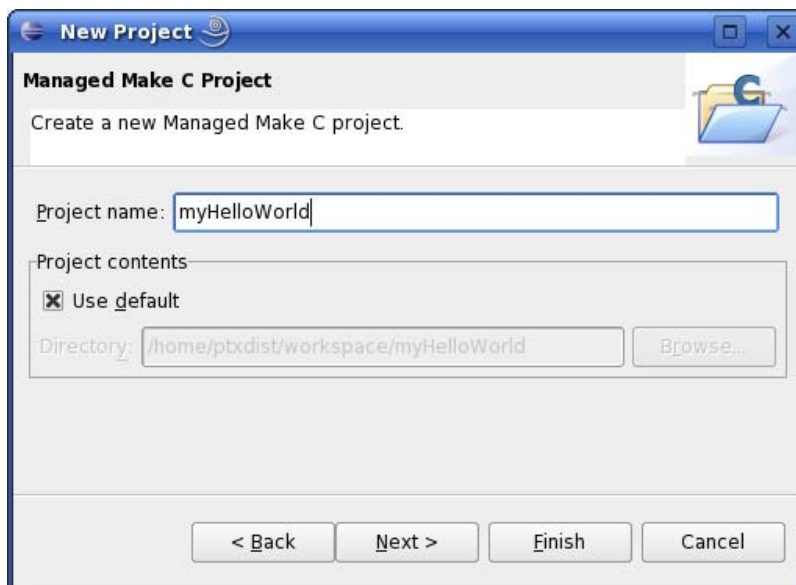 New Project
Managed Make C Project
Create a new Managed Make C project.
Project name: myHelloWorld
Project contents
Use default
Directory: /home/ptxdist/workspace/myHelloWorld Browse...
< Back Next > Finish Cancel